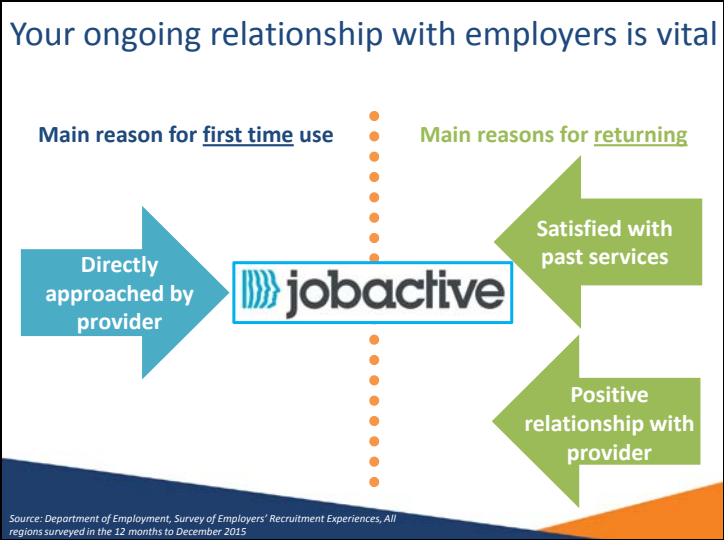 Your ongoing relationship with employers is vital
Main reason for first time use
Directly
approached by
provider
jobactive
Main reasons for returning
Satisfied with
past services
Positive
relationship with
provider
Source: Department of Employment, Survey of Employers' Recruitment Experiences, All
regions surveyed in the 12 months to December 2015